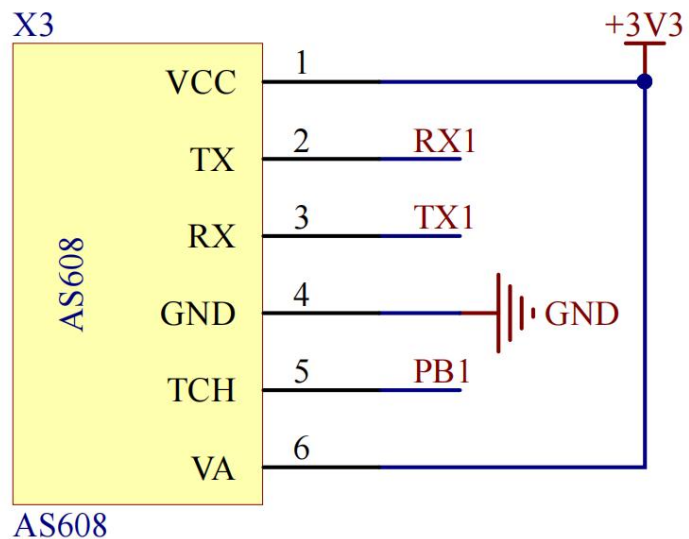 X3
+3V3
VCC 1
TX 2 RX1
RX 3 TX1
AS608
GND 4 GND
TCH 5 PB1
VA 6
AS608